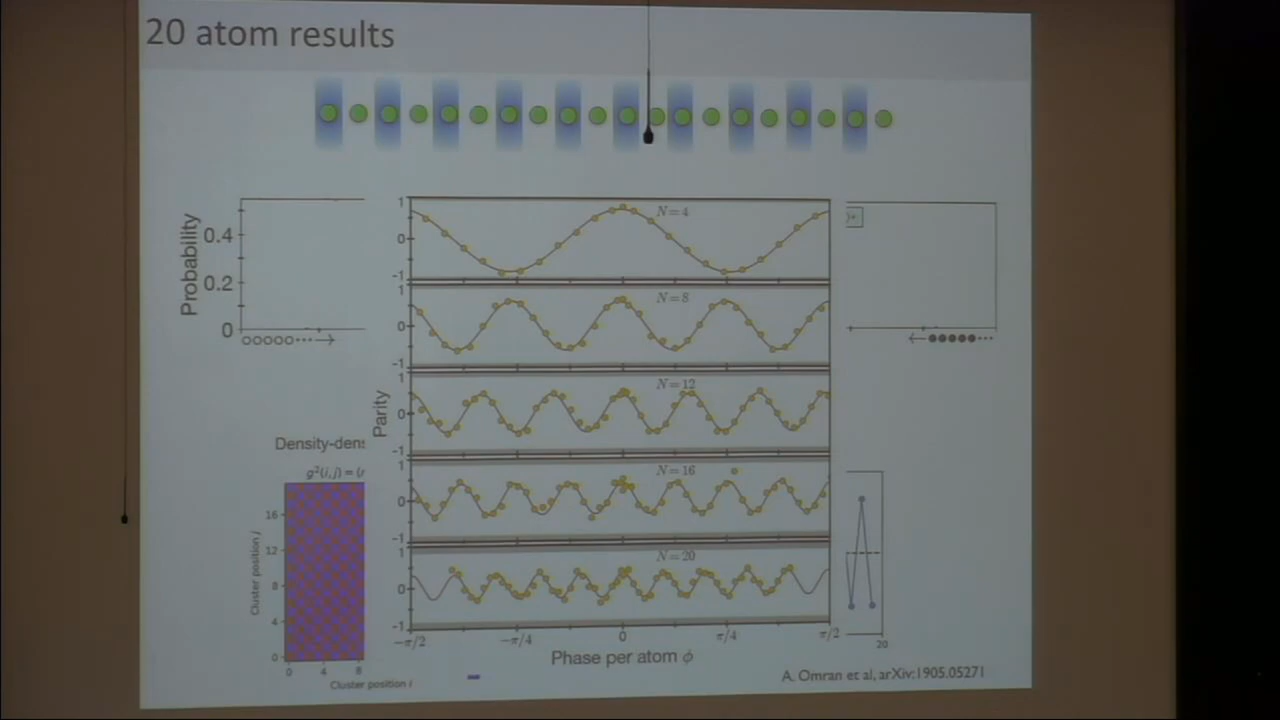 20 atom results
Probability
0.4
0.2
0
Parity
1
0
-1
N=4
1
0
-1
N=8
1
0
-1
N=12
1
0
-1
N=16
1
0
-1
N=20
-π/2
-π/4
0
π/4
π/2
Phase per atom ϕ
Density-dens
g²(i,j) =
Cluster position j
16
12
8
4
0
0
4
8
Cluster position i
20
A. Omran et al, arXiv:1905.05271